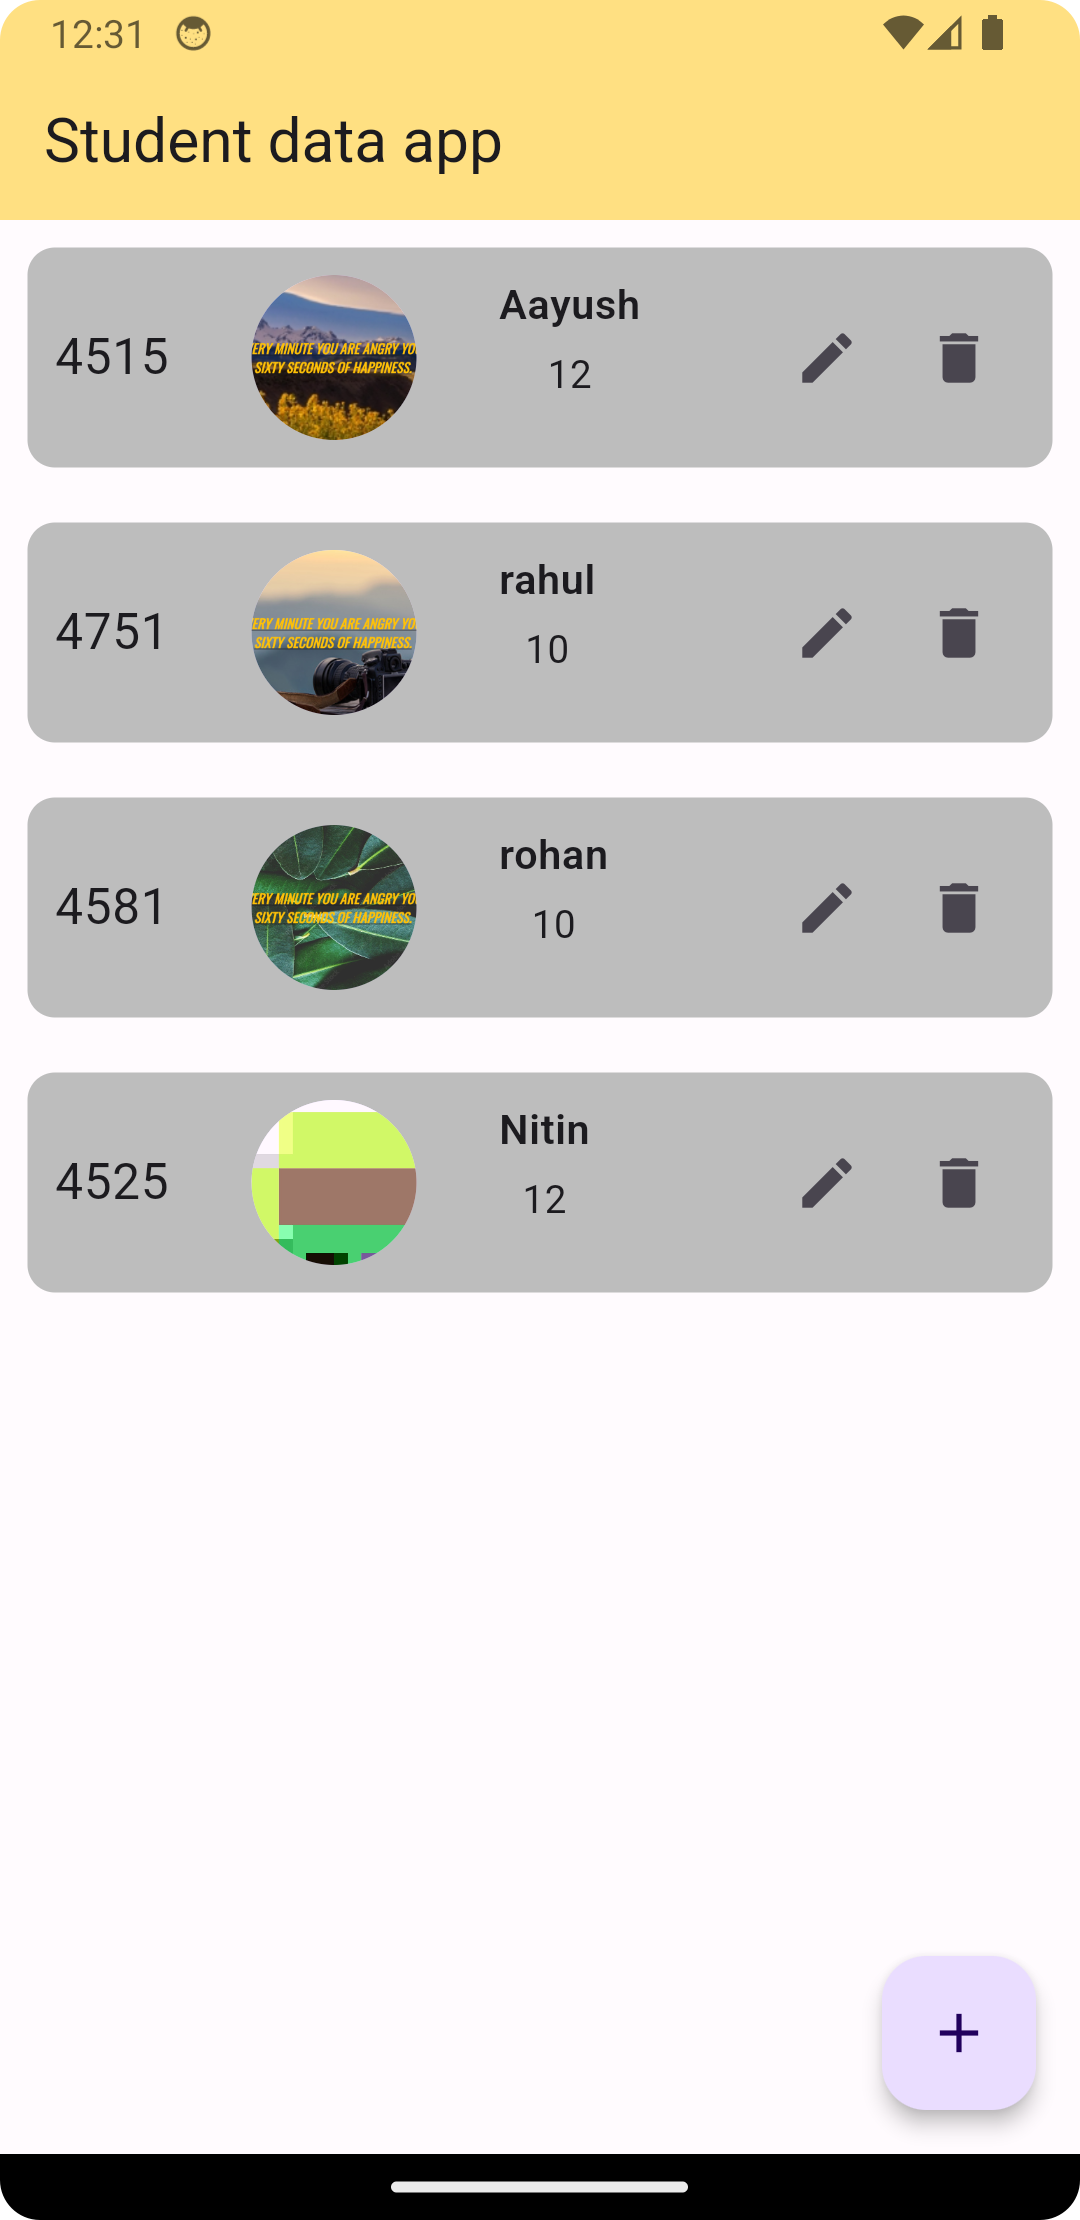 12:31
Student data app
4515
ERY MINUTE YOU ARE ANGRY YO
SIXTY SECONDS OF HAPPINESS.
Aayush
12
4751
ERY MINUTE YOU ARE ANGRY YO
SIXTY SECONDS OF HAPPINESS.
rahul
10
4581
ERY MINUTE YOU ARE ANGRY YO
SIXTY SECONDS OF HAPPINESS.
rohan
10
4525
Nitin
12